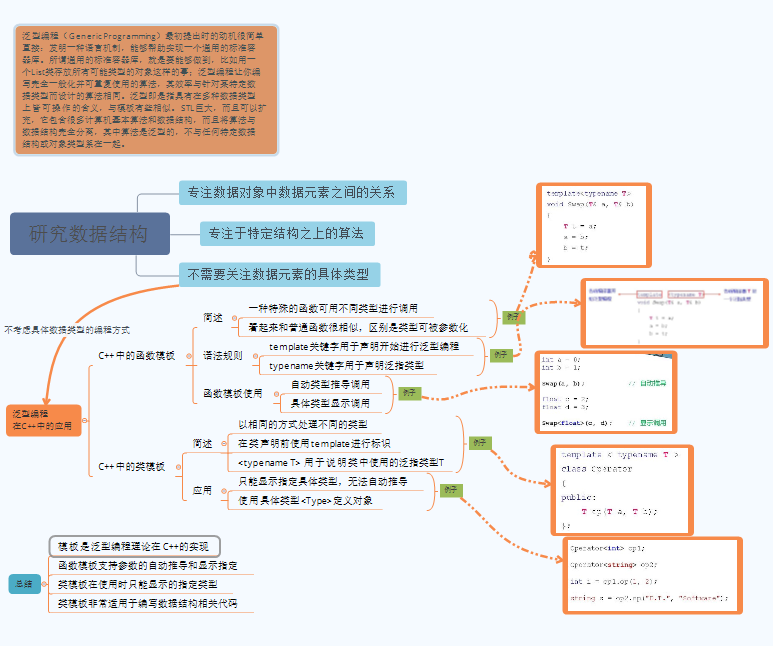 泛型编程（Generic Programming）最初提出时的动机很简单
直接：发明一种语言机制，能够帮助实现一个通用的标准容
器库。所谓通用的标准容器库，就是要能够做到，比如用一
个List类存放所有可能类型的对象这样的事；泛型编程让你编
写完全一般化并可重复使用的算法，其效率与针对某特定数
据类型而设计的算法相同。泛型即是指具有在多种数据类型
上皆可操作的含义，与模板有些相似。STL巨大，而且可以扩
充，它包含很多计算机基本算法和数据结构，而且将算法与
数据结构完全分离，其中算法是泛型的，不与任何特定数据
结构或对象类型系在一起。
研究数据结构
专注数据对象中数据元素之间的关系
专注于特定结构之上的算法
不需要关注数据元素的具体类型
不考虑具体数据类型的编程方式
泛型编程
在C++中的应用
C++中的函数模板
简述
一种特殊的函数可用不同类型进行调用
看起来和普通函数很相似，区别是类型可被参数化
例子
语法规则
template关键字用于声明开始进行泛型编程
typename关键字用于声明泛指类型
例子
函数模板使用
自动类型推导调用
具体类型显示调用
例子
C++中的类模板
简述
以相同的方式处理不同的类型
在类声明前使用template进行标识
<typename T> 用于说明类中使用的泛指类型T
例子
应用
只能显示指定具体类型，无法自动推导
使用具体类型<Type>定义对象
例子
template<typename T>
void Swap(T& a, T& b)
{
T t = a;
a = b;
b = t;
}
template
typename T
void Swap(T& a, T& b)
{
T t = a;
a = b;
b = t;
}
int a = 0;
int b = 1;
Swap(a, b); // 自动推导
float c = 2;
float d = 3;
Swap<float>(c, d); // 显示调用
template < typename T >
class Operator
{
public:
T op(T a, T b);
};
Operator<int> op1;
Operator<string> op2;
int i = op1.op(1, 2);
string s = op2.op("D.T.", "Software");
总结
模板是泛型编程理论在C++的实现
函数模板支持参数的自动推导和显示指定
类模板在使用时只能显示的指定类型
类模板非常适用于编写数据结构相关代码